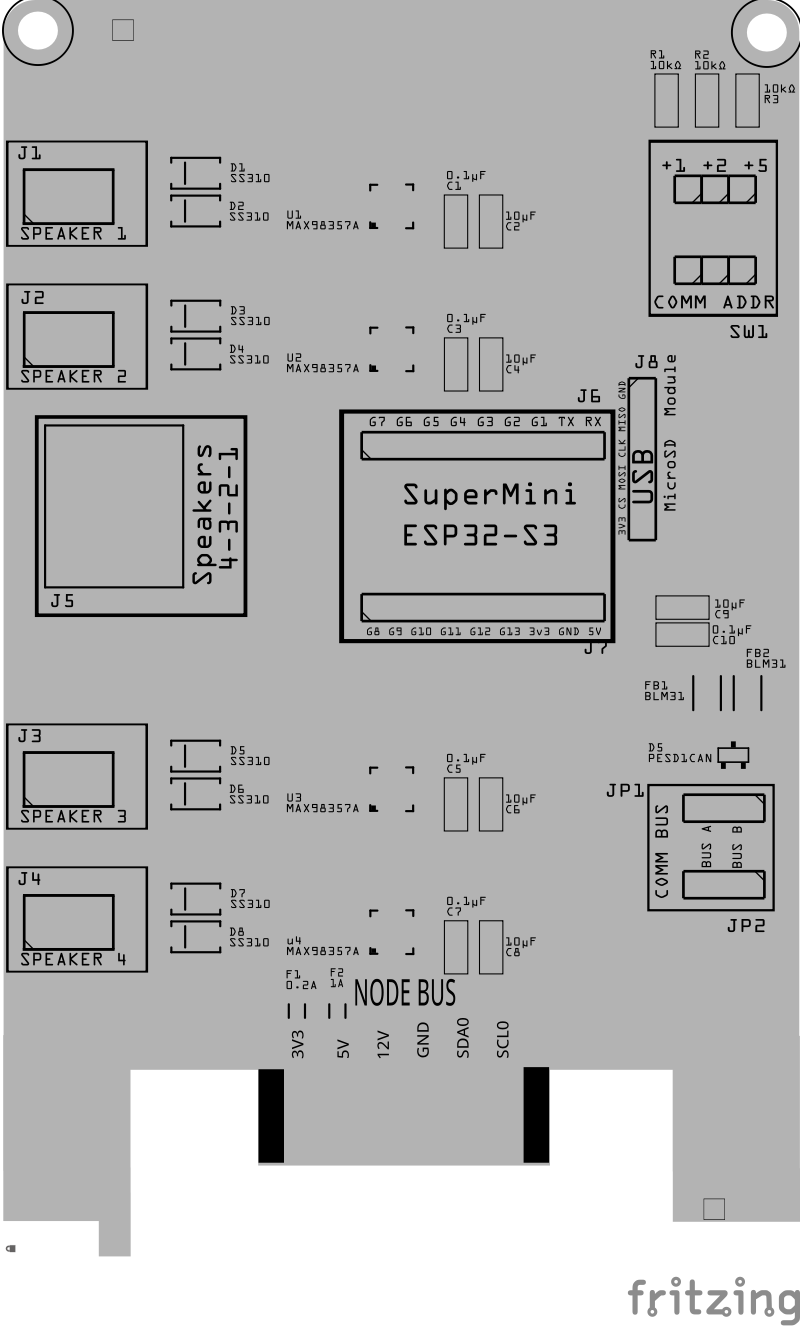 R1
10kΩ
R2
10kΩ
10kΩ
R3
J1
SPEAKER 1
D1
SS310
D2
SS310
U1
MAX98357A
0.1µF
C1
10µF
C2
+1 +2 +5
COMM ADDR
SW1
J2
SPEAKER 2
D3
SS310
D4
SS310
U2
MAX98357A
0.1µF
C3
10µF
C4
J8
MicroSD Module
3V3 CS MOSI CLK MISO GND
USB
J6
G7 G6 G5 G4 G3 G2 G1 TX RX
SuperMini
ESP32-S3
G8 G9 G10 G11 G12 G13 3v3 GND 5V
J7
Speakers
4-3-2-1
J5
10µF
C9
0.1µF
C10
FB2
BLM31
FB1
BLM31
D5
PESD1CAN
J3
SPEAKER 3
D5
SS310
D6
SS310
U3
MAX98357A
0.1µF
C5
10µF
C6
JP1
COMM BUS
BUS A
BUS B
JP2
J4
SPEAKER 4
D7
SS310
D8
SS310
u4
MAX98357A
0.1µF
C7
10µF
C8
F1
0.2A
F2
1A
NODE BUS
3V3
5V
12V
GND
SDA0
SCL0
fritzing